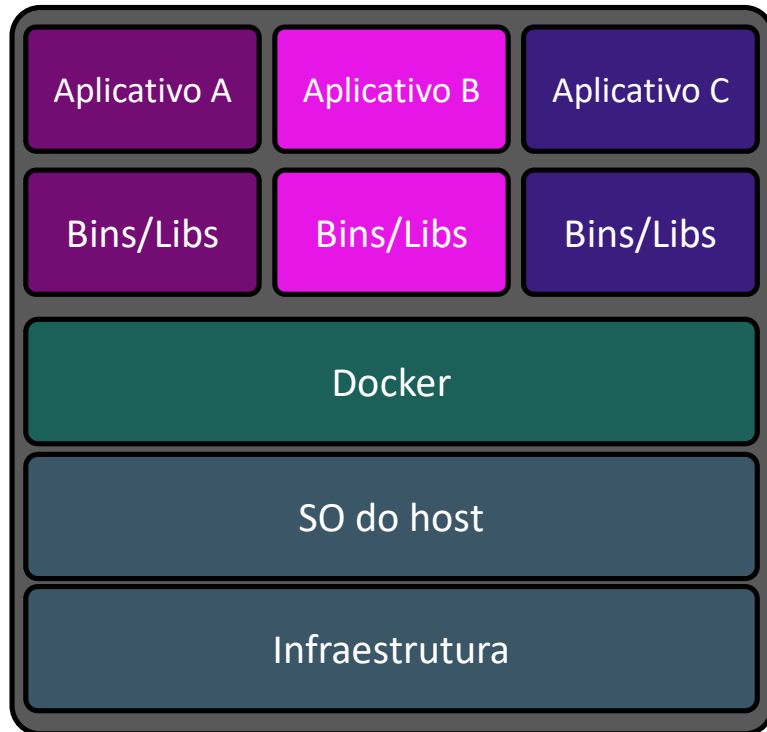 Aplicativo A
Aplicativo B
Aplicativo C
Bins/Libs
Bins/Libs
Bins/Libs
Docker
SO do host
Infraestrutura